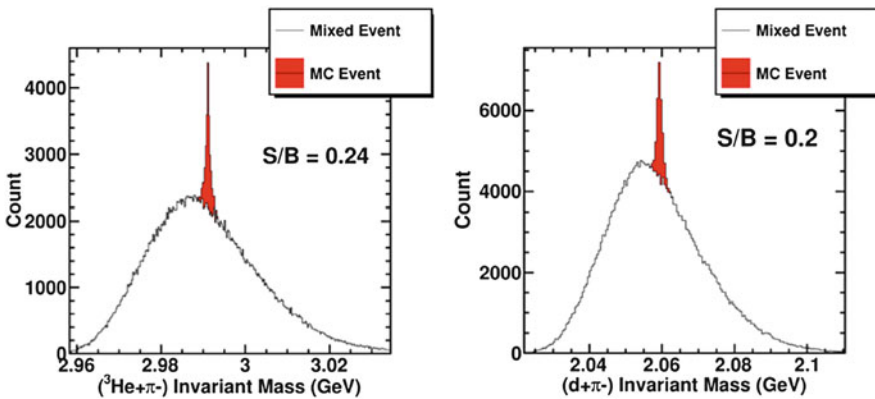 Mixed Event
MC Event
S/B = 0.24
Count
4000
3000
2000
1000
0
2.96
2.98
3
3.02
(³He+π-) Invariant Mass (GeV)
Mixed Event
MC Event
S/B = 0.2
Count
6000
4000
2000
0
2.04
2.06
2.08
2.1
(d+π-) Invariant Mass (GeV)